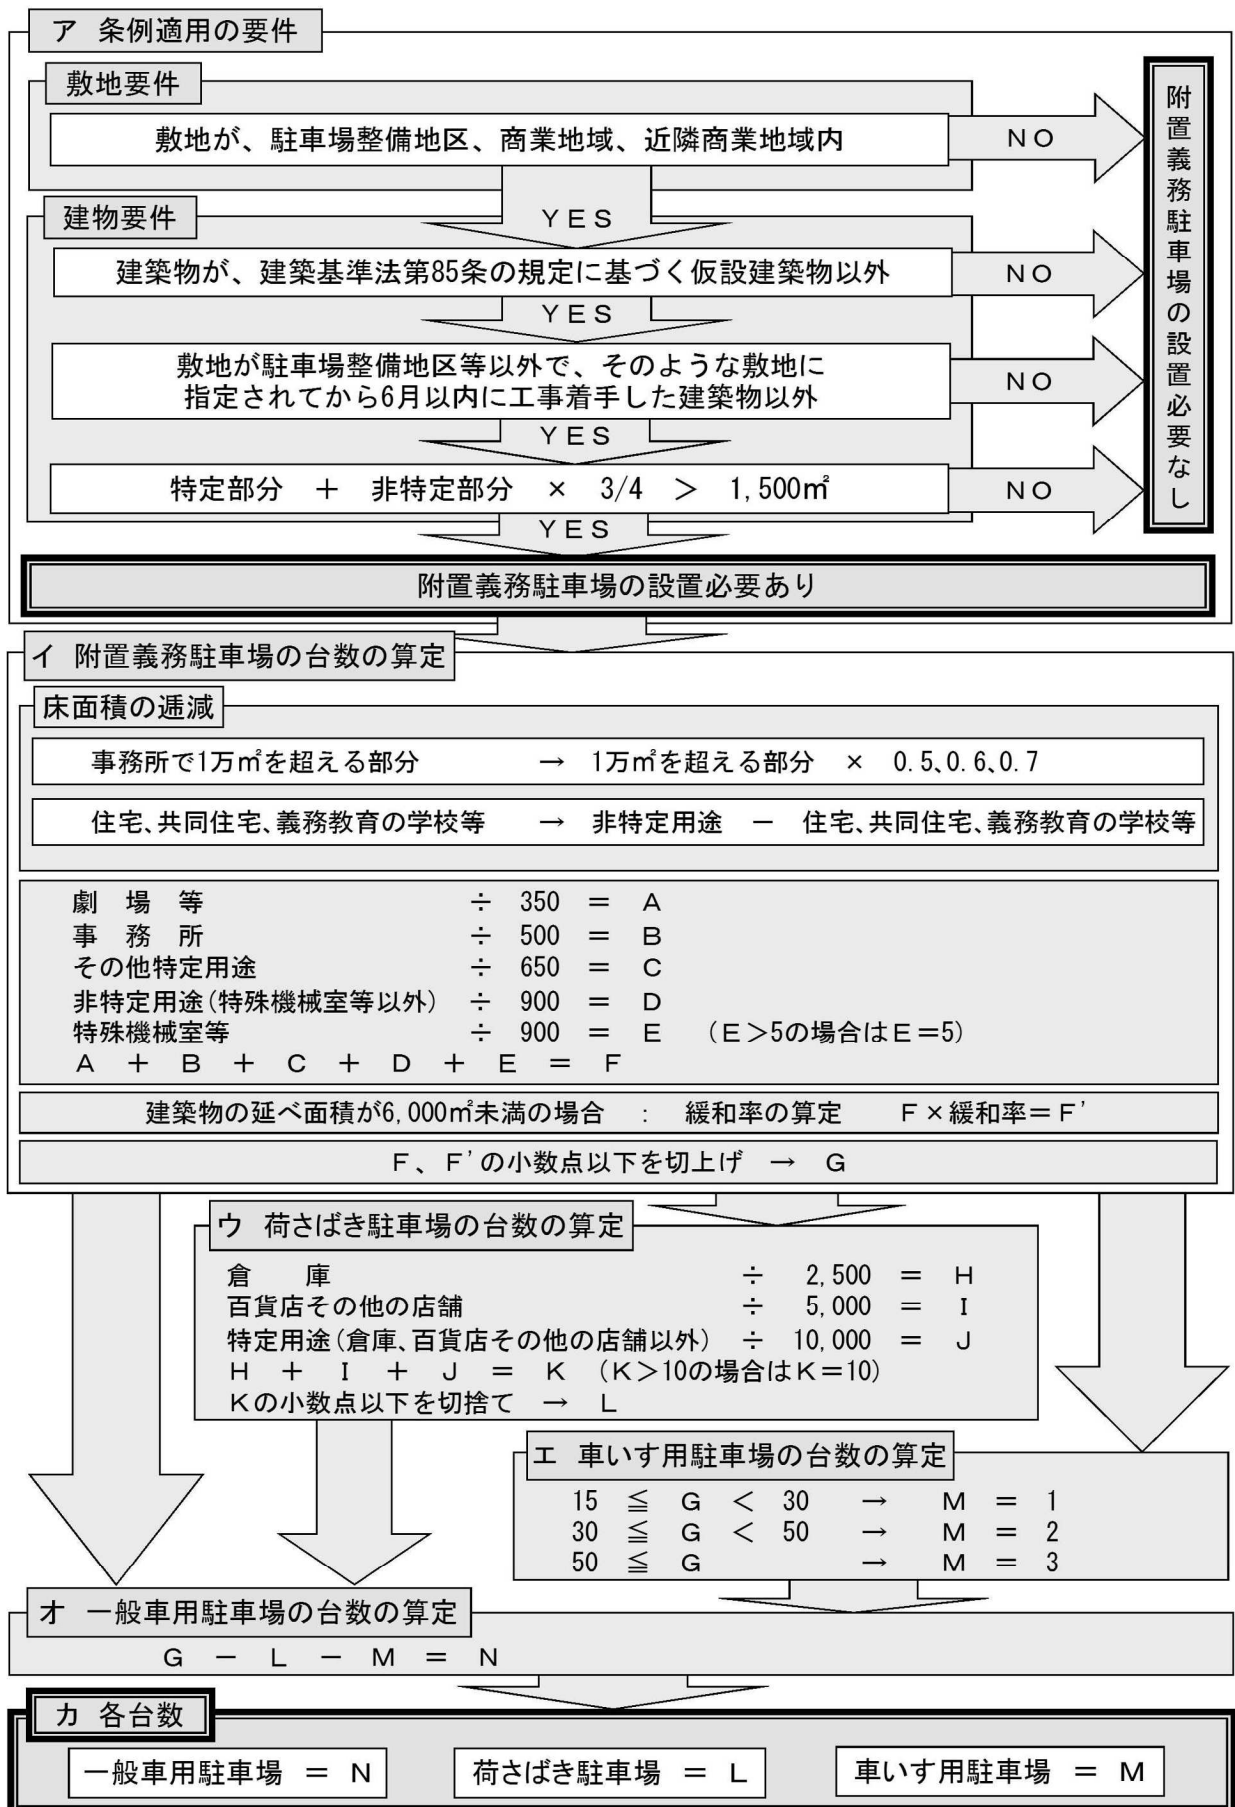 ア 条例適用の要件
敷地要件
敷地が、駐車場整備地区、商業地域、近隣商業地域内
NO
附置義務駐車場の設置必要なし
YES
建物要件
建築物が、建築基準法第85条の規定に基づく仮設建築物以外
NO
YES
敷地が駐車場整備地区等以外で、そのような敷地に
指定されてから6月以内に工事着手した建築物以外
NO
YES
特定部分 + 非特定部分 × 3/4 > 1,500㎡
NO
YES
附置義務駐車場の設置必要あり
イ 附置義務駐車場の台数の算定
床面積の逓減
事務所で1万㎡を超える部分 → 1万㎡を超える部分 × 0.5、0.6、0.7
住宅、共同住宅、義務教育の学校等 → 非特定用途 − 住宅、共同住宅、義務教育の学校等
劇場等 ÷ 350 = A
事務所 ÷ 500 = B
その他特定用途 ÷ 650 = C
非特定用途(特殊機械室等以外) ÷ 900 = D
特殊機械室等 ÷ 900 = E (E>5の場合はE=5)
A + B + C + D + E = F
建築物の延べ面積が6,000㎡未満の場合 : 緩和率の算定 F×緩和率=F'
F、F'の小数点以下を切上げ → G
ウ 荷さばき駐車場の台数の算定
倉庫 ÷ 2,500 = H
百貨店その他の店舗 ÷ 5,000 = I
特定用途(倉庫、百貨店その他の店舗以外) ÷ 10,000 = J
H + I + J = K (K>10の場合はK=10)
Kの小数点以下を切捨て → L
エ 車いす用駐車場の台数の算定
15 ≦ G < 30 → M = 1
30 ≦ G < 50 → M = 2
50 ≦ G → M = 3
オ 一般車用駐車場の台数の算定
G − L − M = N
カ 各台数
一般車用駐車場 = N
荷さばき駐車場 = L
車いす用駐車場 = M